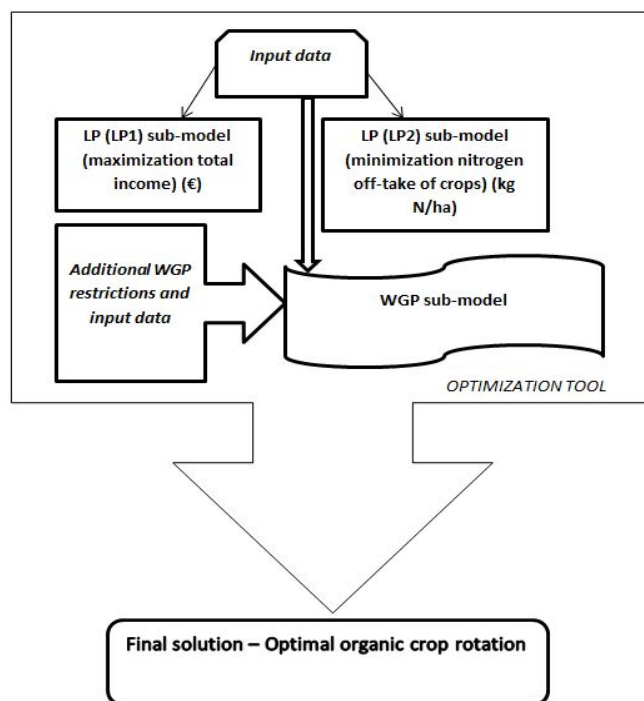 Input data
LP (LP1) sub-model
(maximization total
income) (€)
LP (LP2) sub-model
(minimization nitrogen
off-take of crops) (kg
N/ha)
Additional WGP
restrictions and
input data
WGP sub-model
OPTIMIZATION TOOL
Final solution – Optimal organic crop rotation